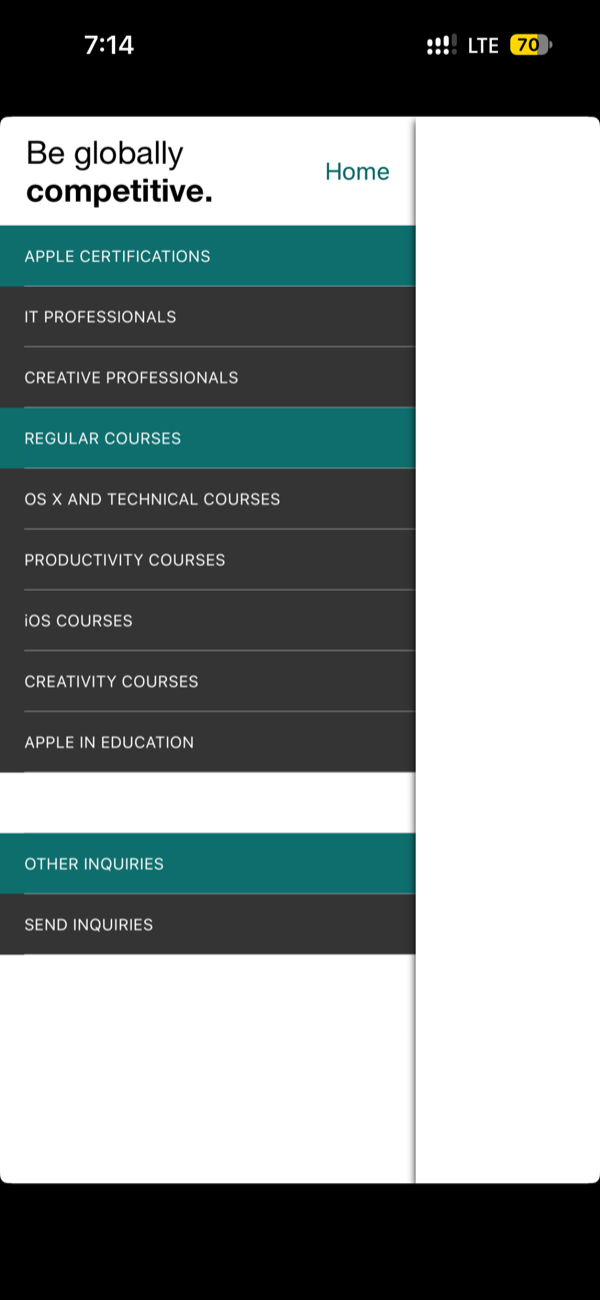 7:14
LTE
70
Be globally
competitive.
Home
APPLE CERTIFICATIONS
IT PROFESSIONALS
CREATIVE PROFESSIONALS
REGULAR COURSES
OS X AND TECHNICAL COURSES
PRODUCTIVITY COURSES
iOS COURSES
CREATIVITY COURSES
APPLE IN EDUCATION
OTHER INQUIRIES
SEND INQUIRIES